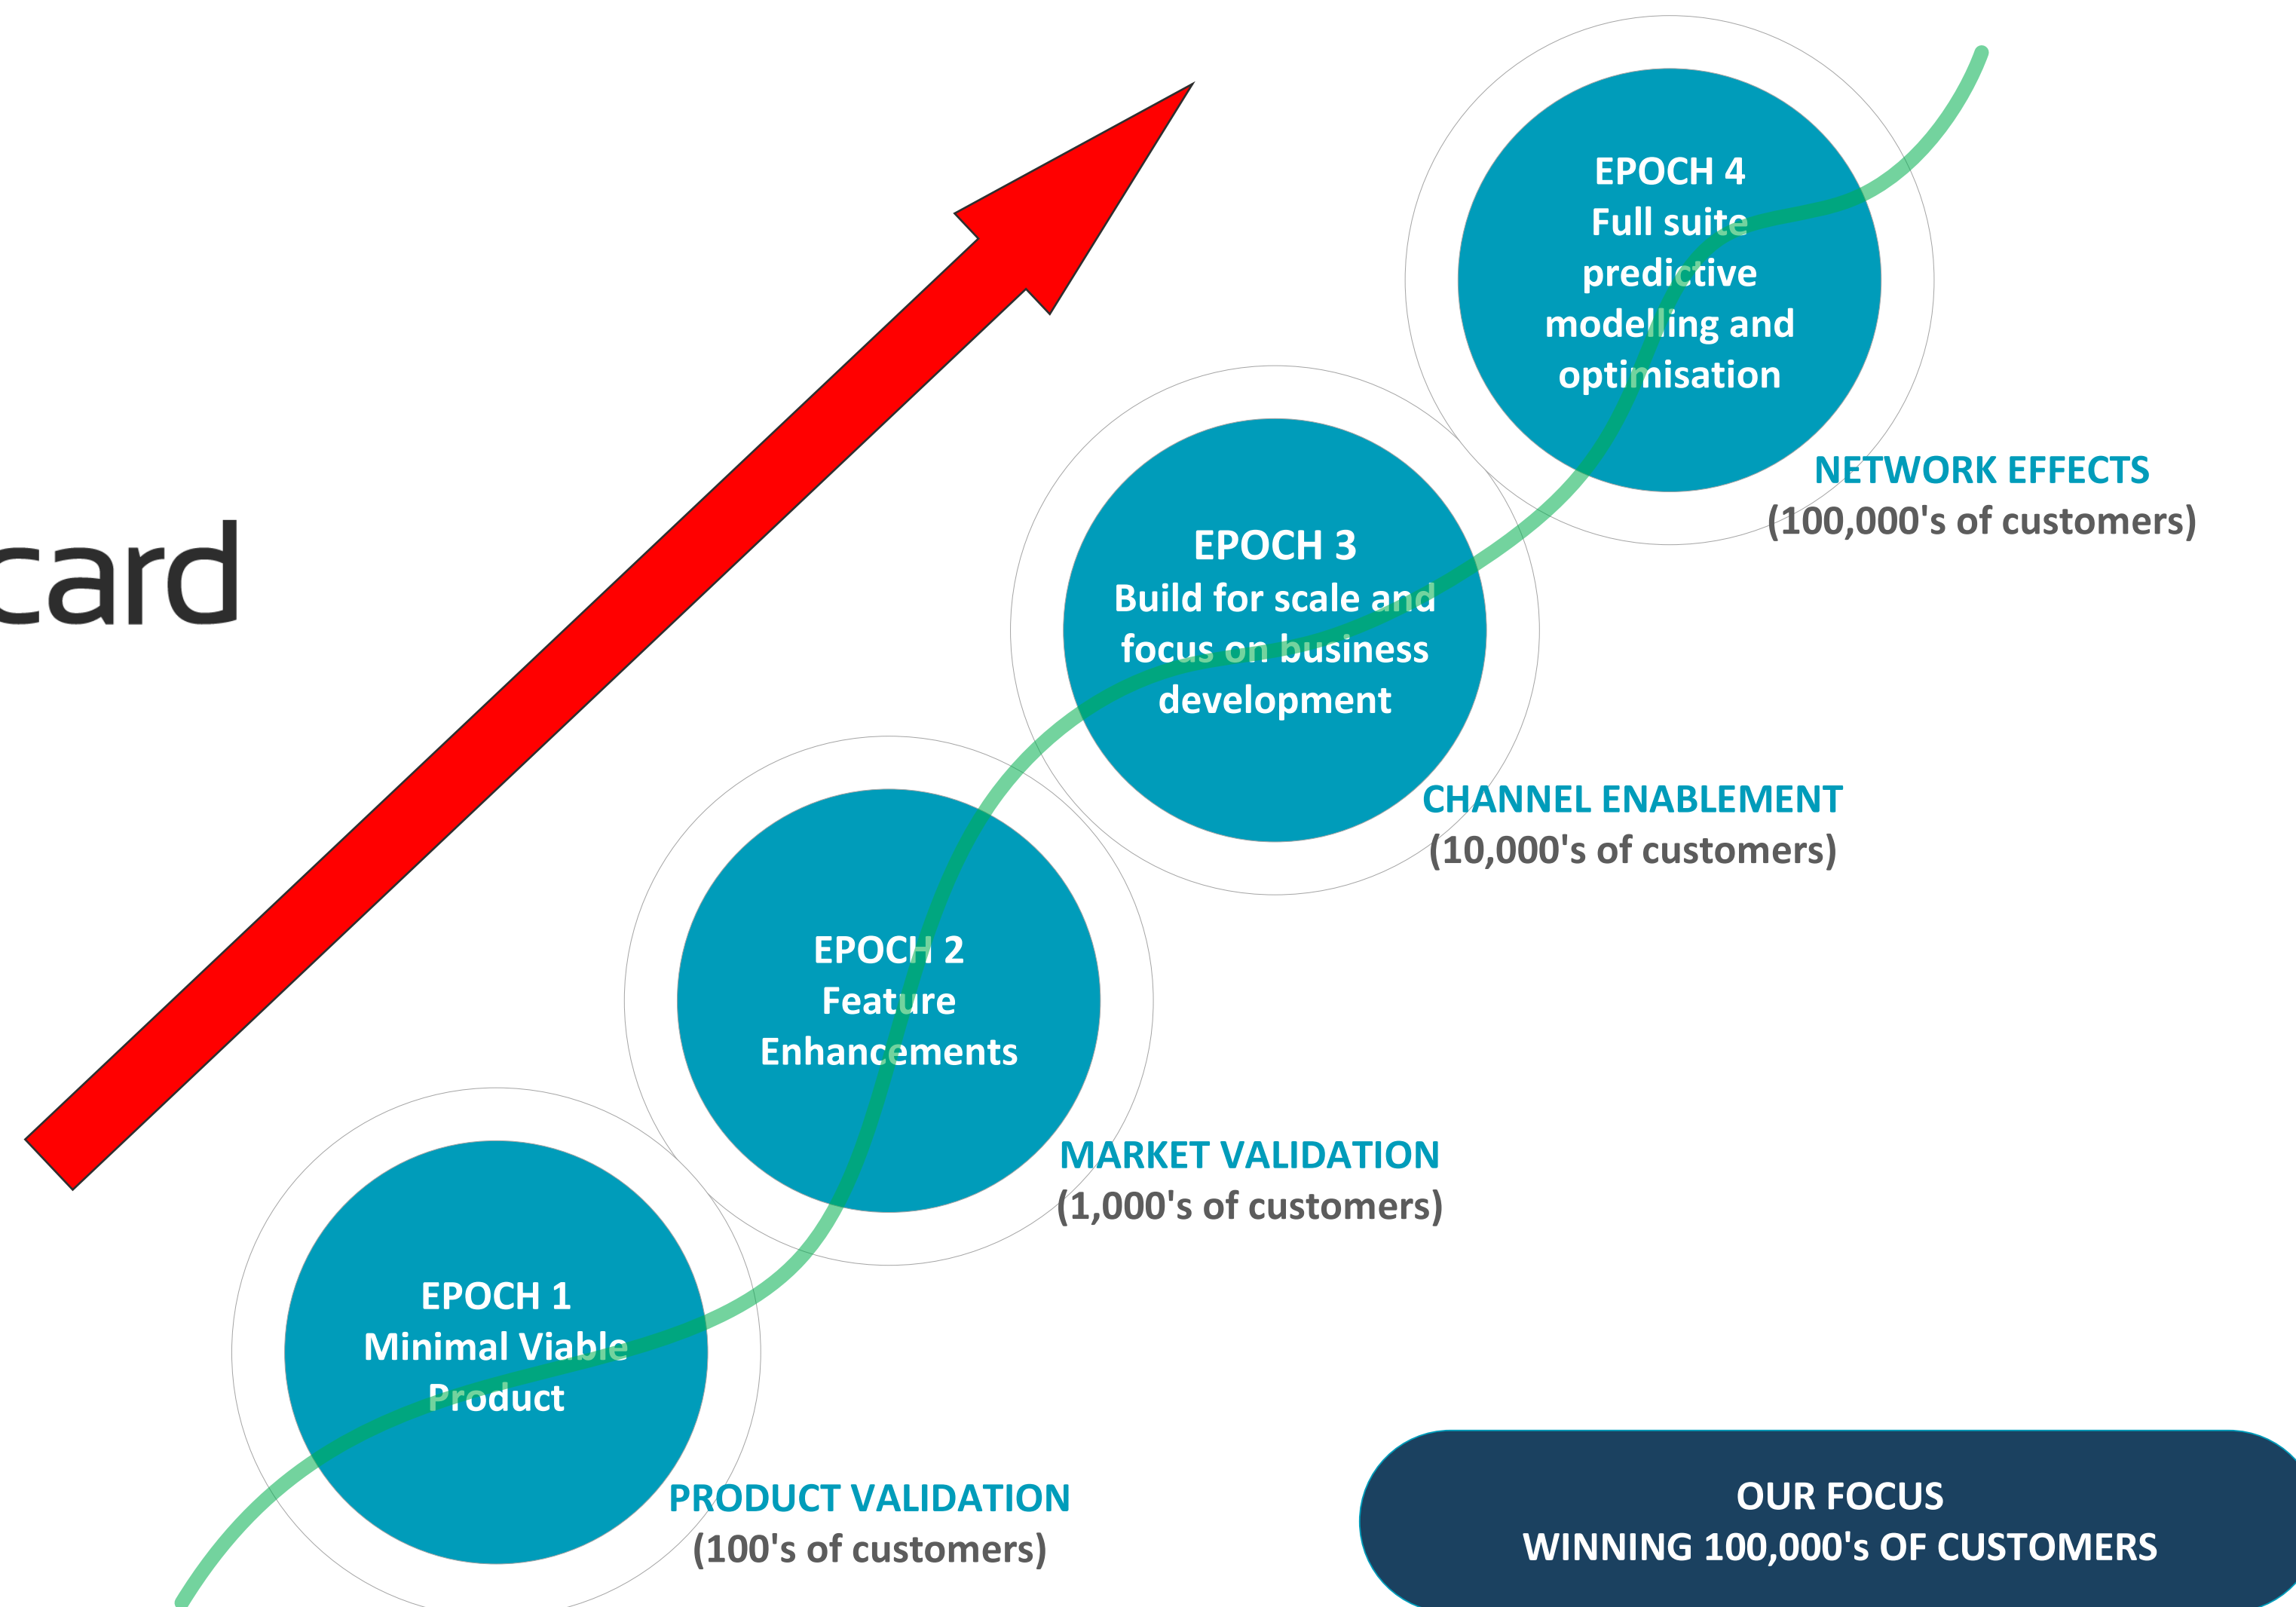 card
EPOCH 4
Full suite
predictive
modelling and
optimisation
NETWORK EFFECTS
(100,000's of customers)
EPOCH 3
Build for scale and
focus on business
development
CHANNEL ENABLEMENT
(10,000's of customers)
EPOCH 2
Feature
Enhancements
MARKET VALIDATION
(1,000's of customers)
EPOCH 1
Minimal Viable
Product
PRODUCT VALIDATION
(100's of customers)
OUR FOCUS
WINNING 100,000's OF CUSTOMERS